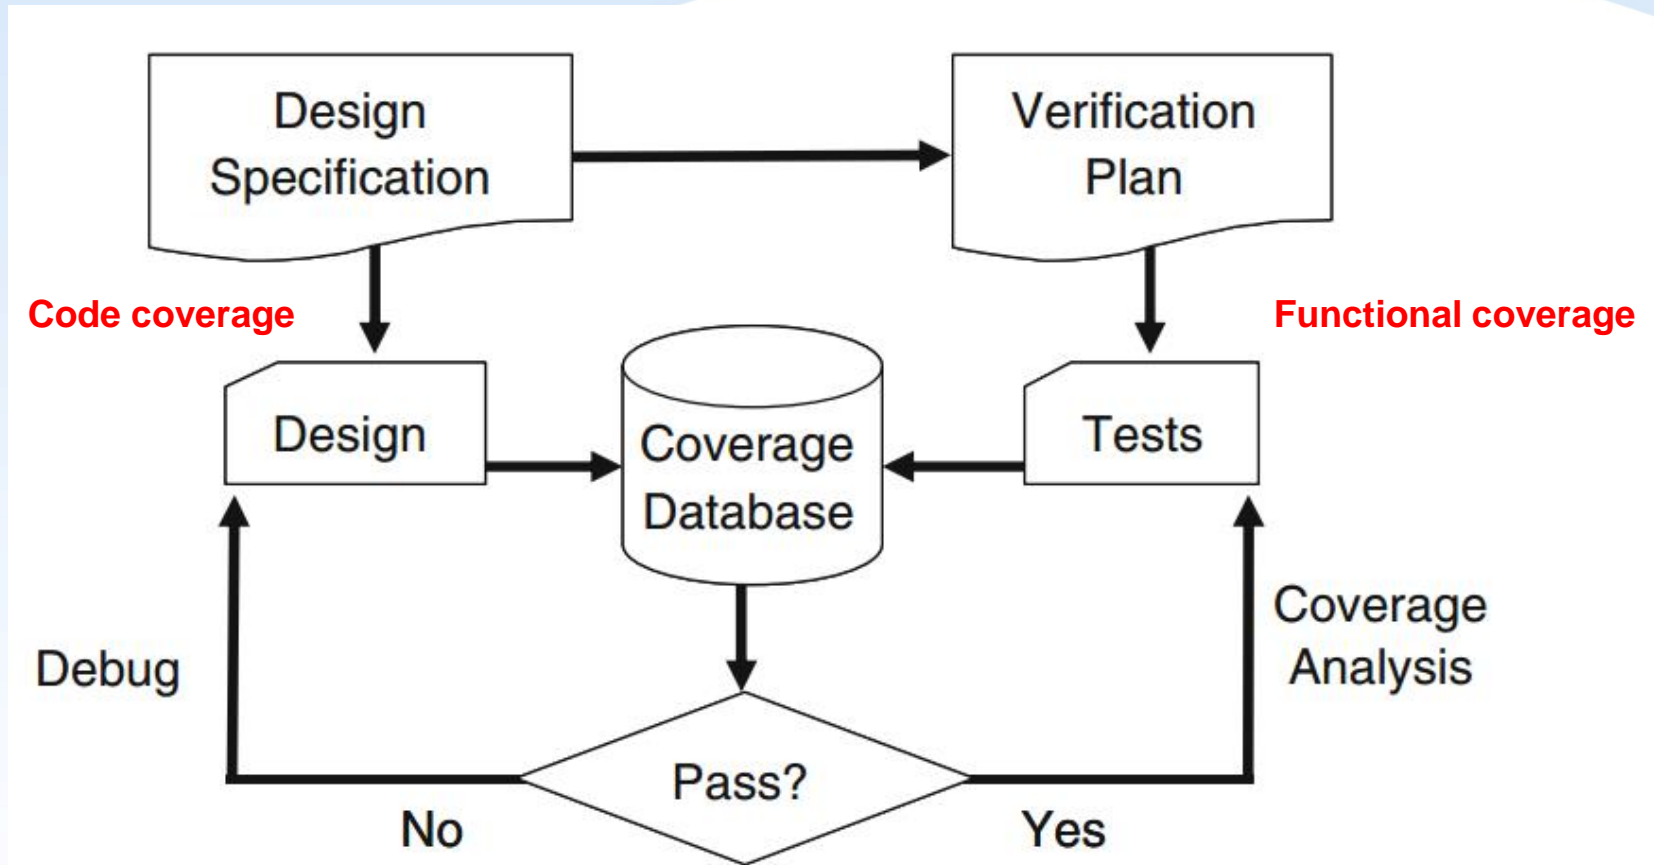 Design
Specification
Verification
Plan
Code coverage
Functional coverage
Design
Coverage
Database
Tests
Debug
Coverage
Analysis
Pass?
No
Yes